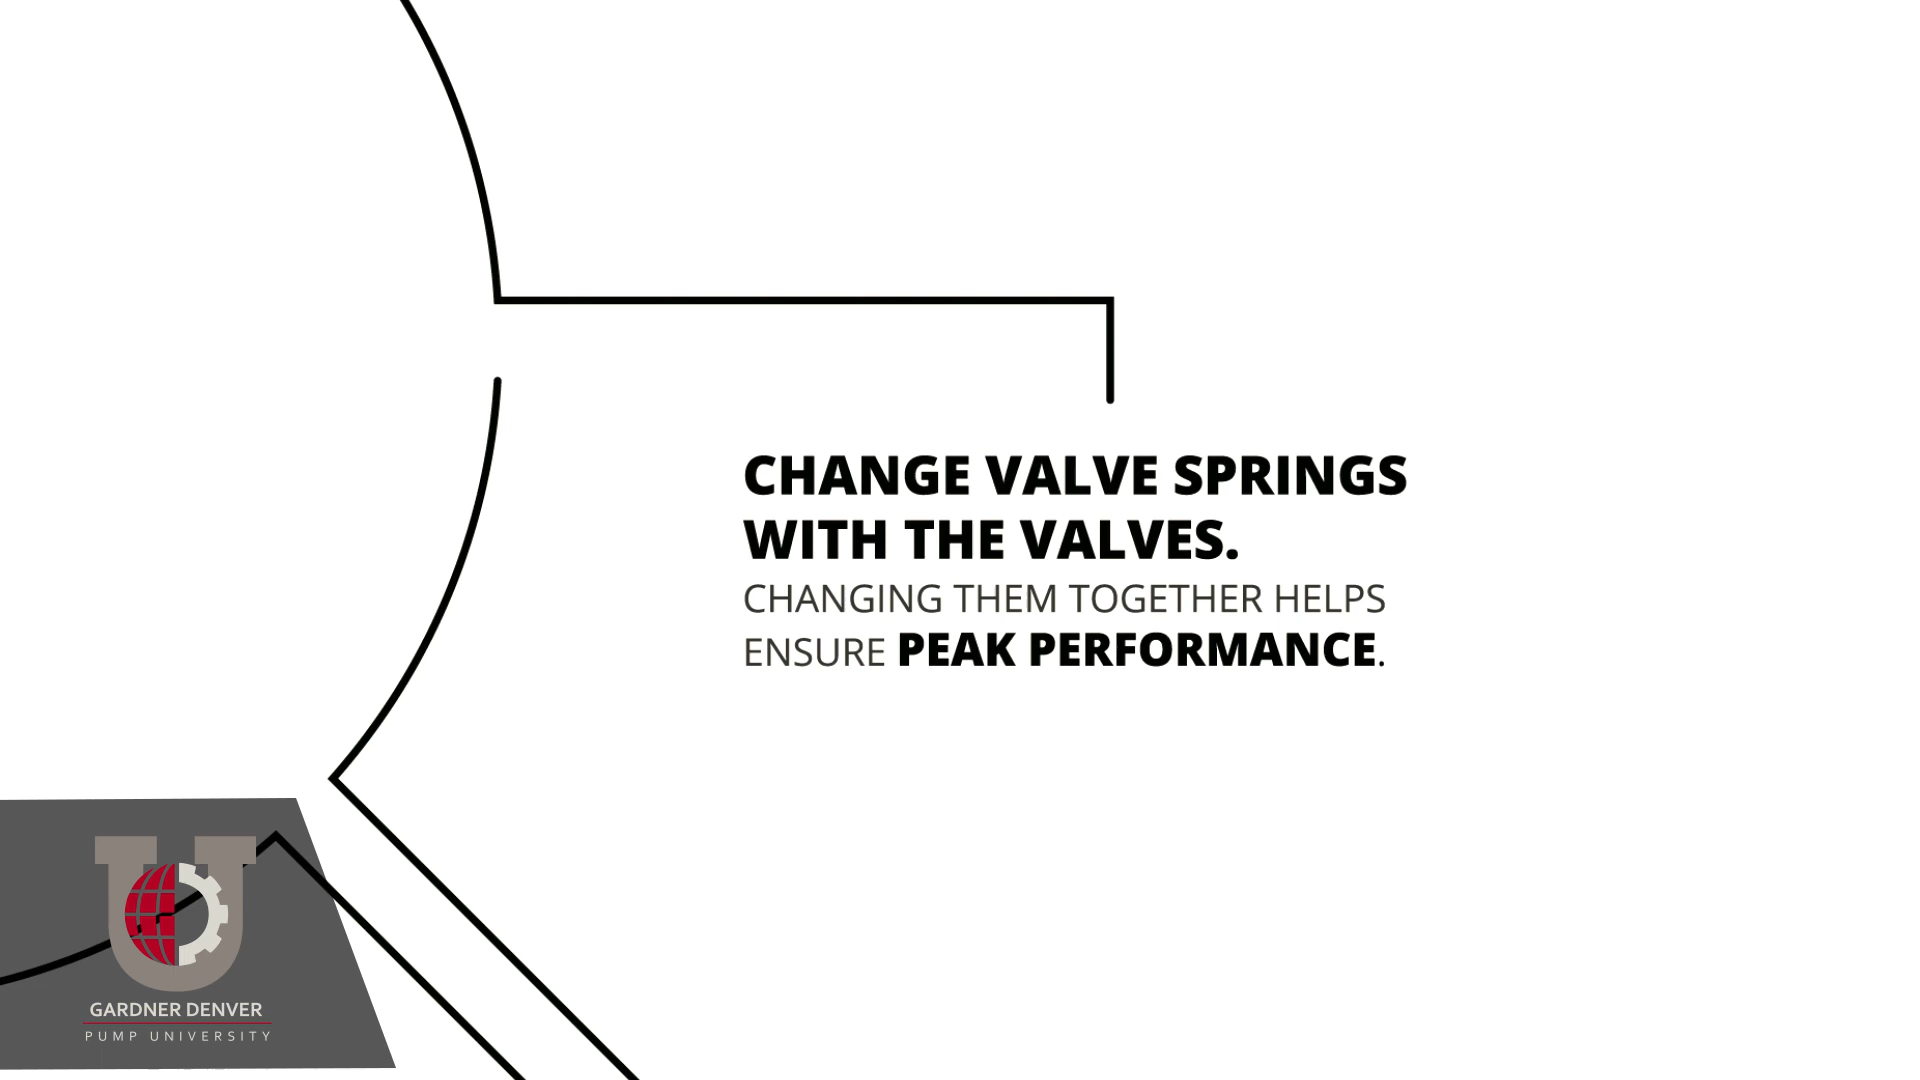 CHANGE VALVE SPRINGS
WITH THE VALVES.
CHANGING THEM TOGETHER HELPS
ENSURE PEAK PERFORMANCE.
GARDNER DENVER
PUMP UNIVERSITY